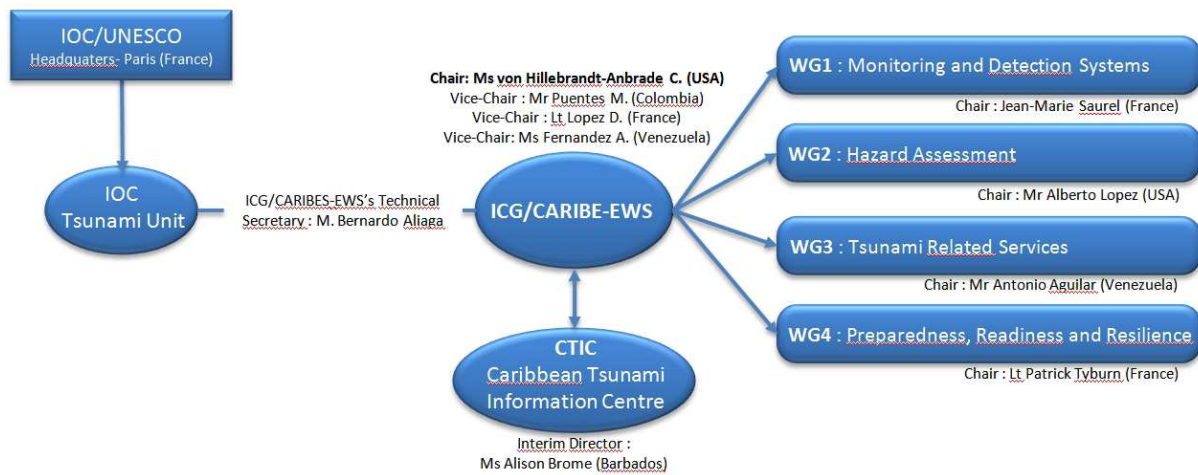 IOC/UNESCO
Headquaters- Paris (France)
IOC
Tsunami Unit
ICG/CARIBES-EWS's Technical
Secretary : M. Bernardo Aliaga
Chair: Ms von Hillebrandt-Anbrade C. (USA)
Vice-Chair : Mr Puentes M. (Colombia)
Vice-Chair : Lt Lopez D. (France)
Vice-Chair: Ms Fernandez A. (Venezuela)
ICG/CARIBE-EWS
CTIC
Caribbean Tsunami
Information Centre
Interim Director :
Ms Alison Brome (Barbados)
WG1 : Monitoring and Detection Systems
Chair : Jean-Marie Saurel (France)
WG2 : Hazard Assessment
Chair : Mr Alberto Lopez (USA)
WG3 : Tsunami Related Services
Chair : Mr Antonio Aguilar (Venezuela)
WG4 : Preparedness, Readiness and Resilience
Chair : Lt Patrick Tyburn (France)